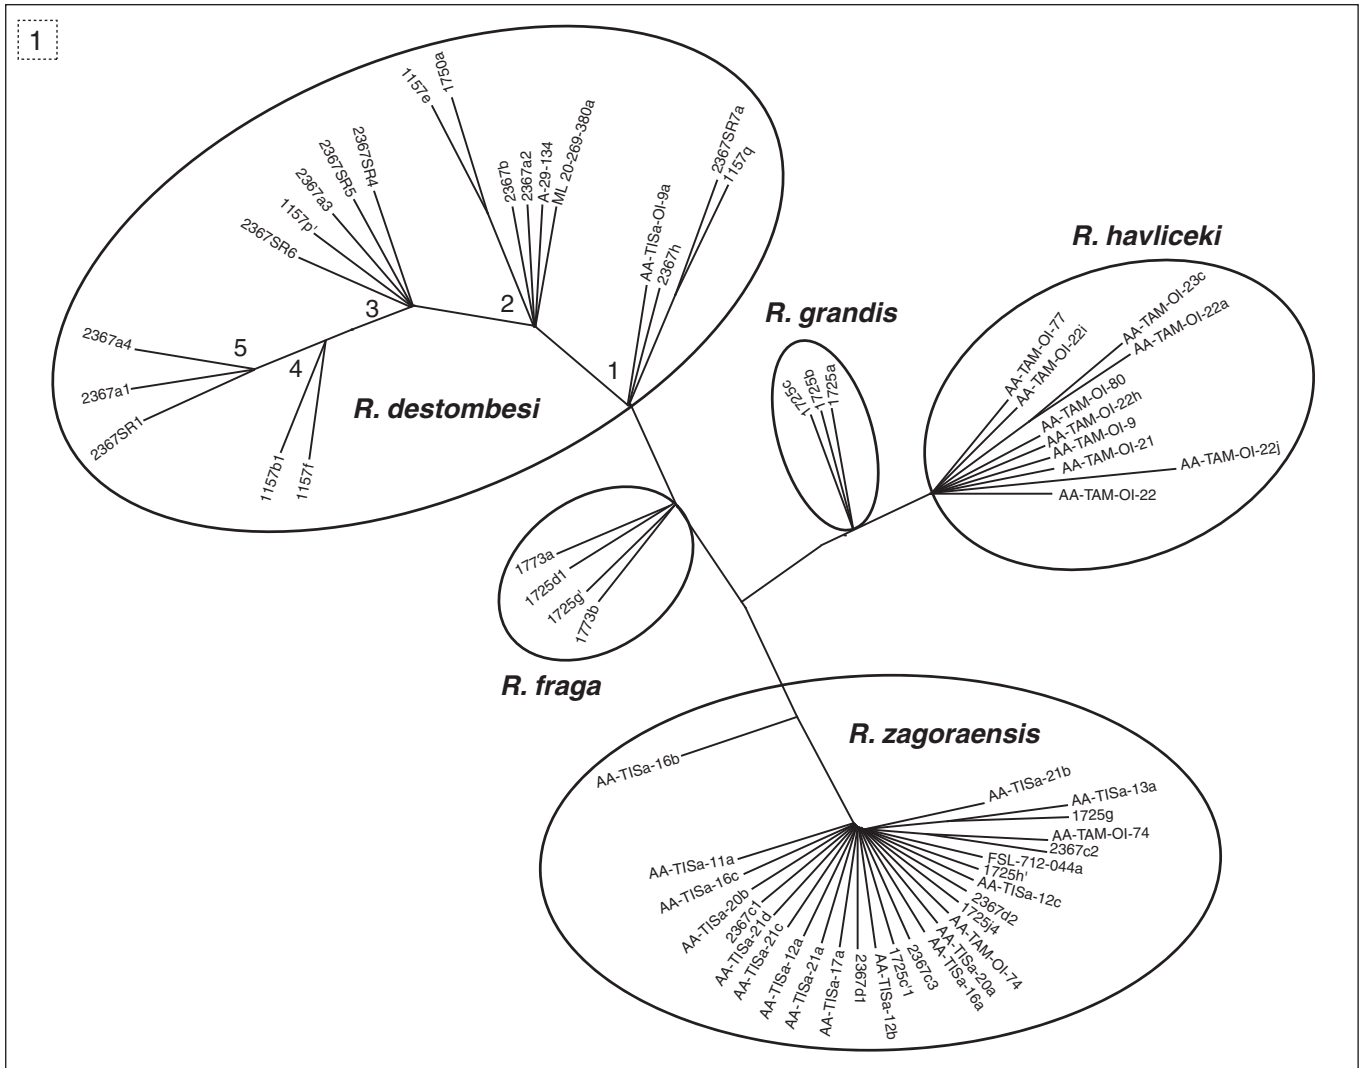 1
1750a
1157e
2367SR4
2367SR5
2367a3
1157p'
2367SR6
2367b
2367a2
A-29-134
ML 20-269-380a
2367SR7a
1157q
AA-TISa-OI-9a
2367h
3
2
1
5
4
2367a4
2367a1
2367SR1
1157b1
1157f
R. destombesi
R. grandis
1725c
1725b
1725a
R. havliceki
AA-TAM-OI-23c
AA-TAM-OI-22a
AA-TAM-OI-77
AA-TAM-OI-22i
AA-TAM-OI-80
AA-TAM-OI-22h
AA-TAM-OI-9
AA-TAM-OI-21
AA-TAM-OI-22j
AA-TAM-OI-22
1773a
1725d1
1725g'
1773b
R. fraga
R. zagoraensis
AA-TISa-16b
AA-TISa-21b
AA-TISa-13a
1725g
AA-TAM-OI-74
2367c2
FSL-712-044a
1725h'
AA-TISa-12c
2367d2
1725j4
AA-TAM-OI-74
AA-TISa-20a
AA-TISa-16a
2367c3
1725c'1
AA-TISa-12b
2367d1
AA-TISa-17a
AA-TISa-21a
AA-TISa-12a
AA-TISa-21c
AA-TISa-21d
2367c1
AA-TISa-20b
AA-TISa-16c
AA-TISa-11a